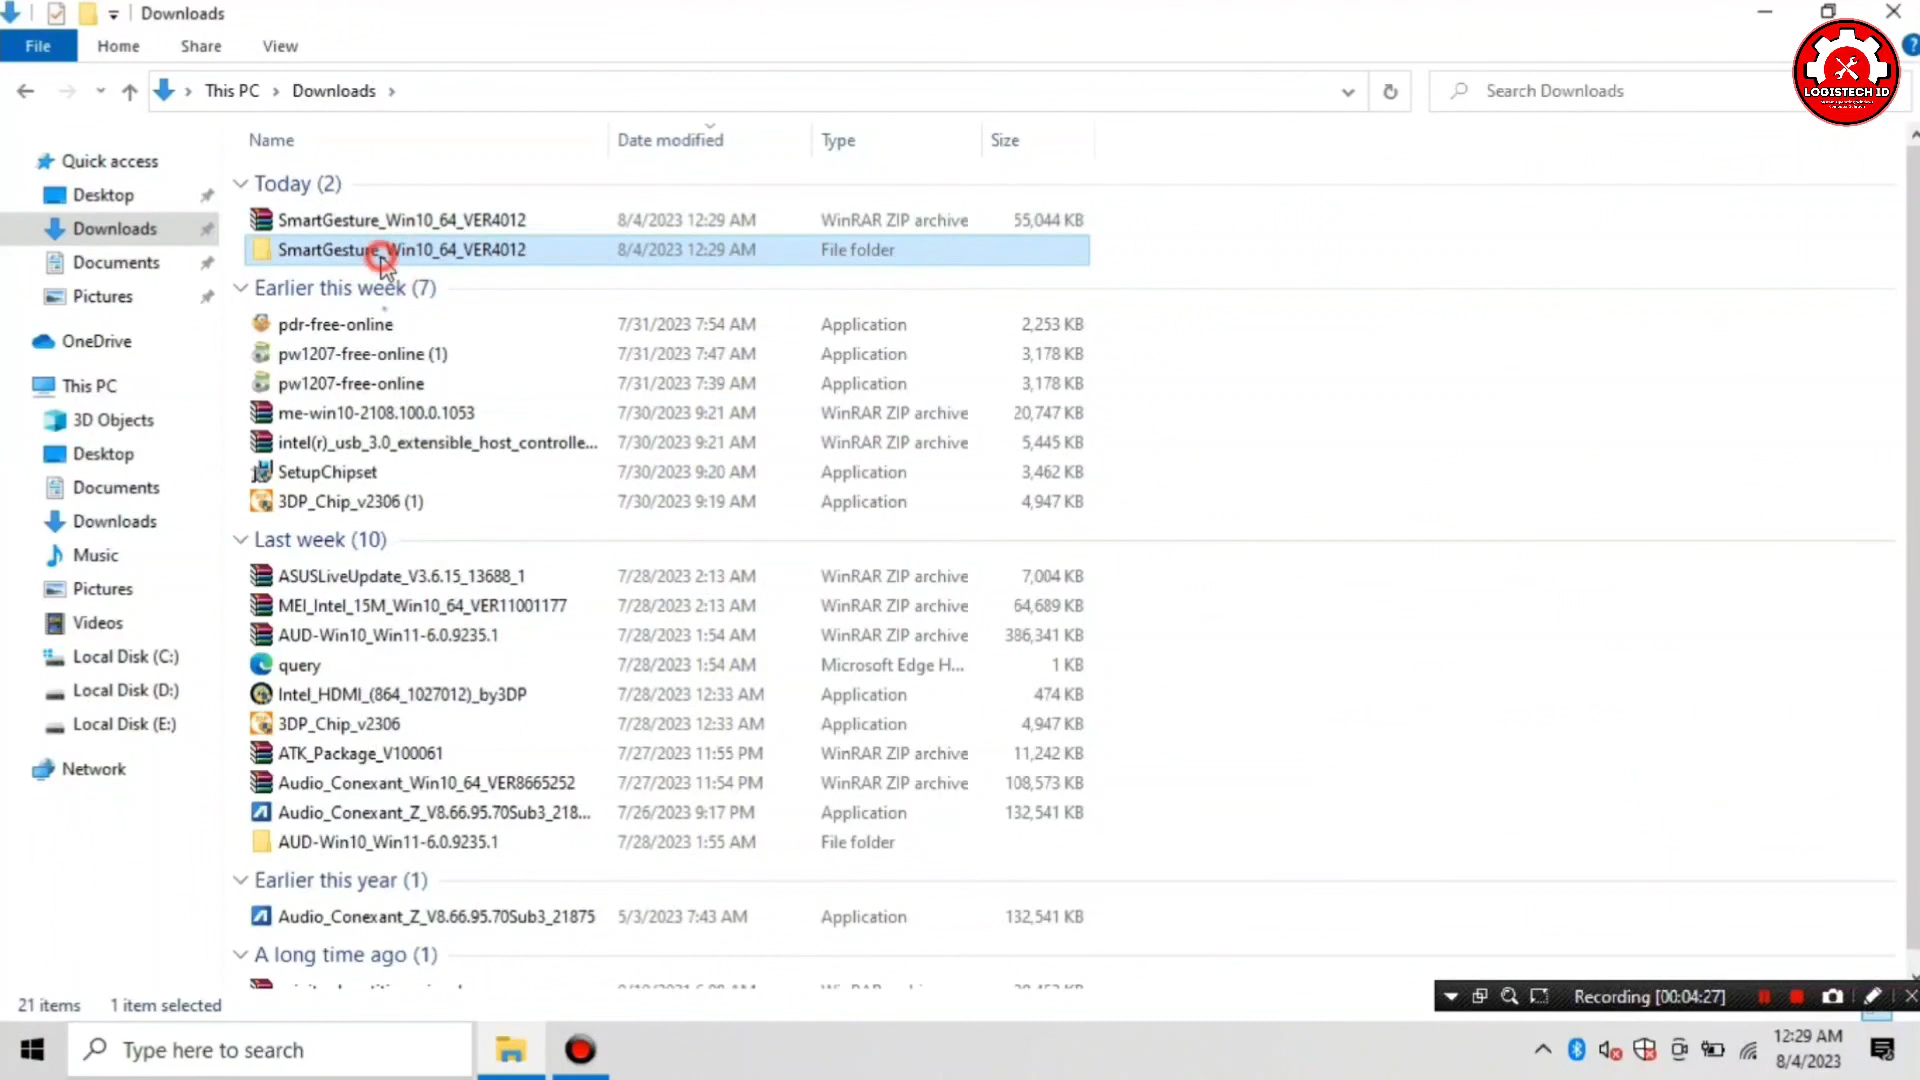 Downloads
File Home Share View
This PC > Downloads >
Search Downloads
LOGISTECH ID
Name Date modified Type Size
Quick access
Desktop
Downloads
Documents
Pictures
OneDrive
This PC
3D Objects
Desktop
Documents
Downloads
Music
Pictures
Videos
Local Disk (C:)
Local Disk (D:)
Local Disk (E:)
Network
Today (2)
SmartGesture_Win10_64_VER4012 8/4/2023 12:29 AM WinRAR ZIP archive 55,044 KB
SmartGesture_Win10_64_VER4012 8/4/2023 12:29 AM File folder
Earlier this week (7)
pdr-free-online 7/31/2023 7:54 AM Application 2,253 KB
pw1207-free-online (1) 7/31/2023 7:47 AM Application 3,178 KB
pw1207-free-online 7/31/2023 7:39 AM Application 3,178 KB
me-win10-2108.100.0.1053 7/30/2023 9:21 AM WinRAR ZIP archive 20,747 KB
intel(r)_usb_3.0_extensible_host_controlle... 7/30/2023 9:21 AM WinRAR ZIP archive 5,445 KB
SetupChipset 7/30/2023 9:20 AM Application 3,462 KB
3DP_Chip_v2306 (1) 7/30/2023 9:19 AM Application 4,947 KB
Last week (10)
ASUSLiveUpdate_V3.6.15_13688_1 7/28/2023 2:13 AM WinRAR ZIP archive 7,004 KB
MEI_Intel_15M_Win10_64_VER11001177 7/28/2023 2:13 AM WinRAR ZIP archive 64,689 KB
AUD-Win10_Win11-6.0.9235.1 7/28/2023 1:54 AM WinRAR ZIP archive 386,341 KB
query 7/28/2023 1:54 AM Microsoft Edge H... 1 KB
Intel_HDMI_(864_1027012)_by3DP 7/28/2023 12:33 AM Application 474 KB
3DP_Chip_v2306 7/28/2023 12:33 AM Application 4,947 KB
ATK_Package_V100061 7/27/2023 11:55 PM WinRAR ZIP archive 11,242 KB
Audio_Conexant_Win10_64_VER8665252 7/27/2023 11:54 PM WinRAR ZIP archive 108,573 KB
Audio_Conexant_Z_V8.66.95.70Sub3_218... 7/26/2023 9:17 PM Application 132,541 KB
AUD-Win10_Win11-6.0.9235.1 7/28/2023 1:55 AM File folder
Earlier this year (1)
Audio_Conexant_Z_V8.66.95.70Sub3_21875 5/3/2023 7:43 AM Application 132,541 KB
A long time ago (1)
21 items 1 item selected
Recording [00:04:27]
Type here to search
12:29 AM
8/4/2023